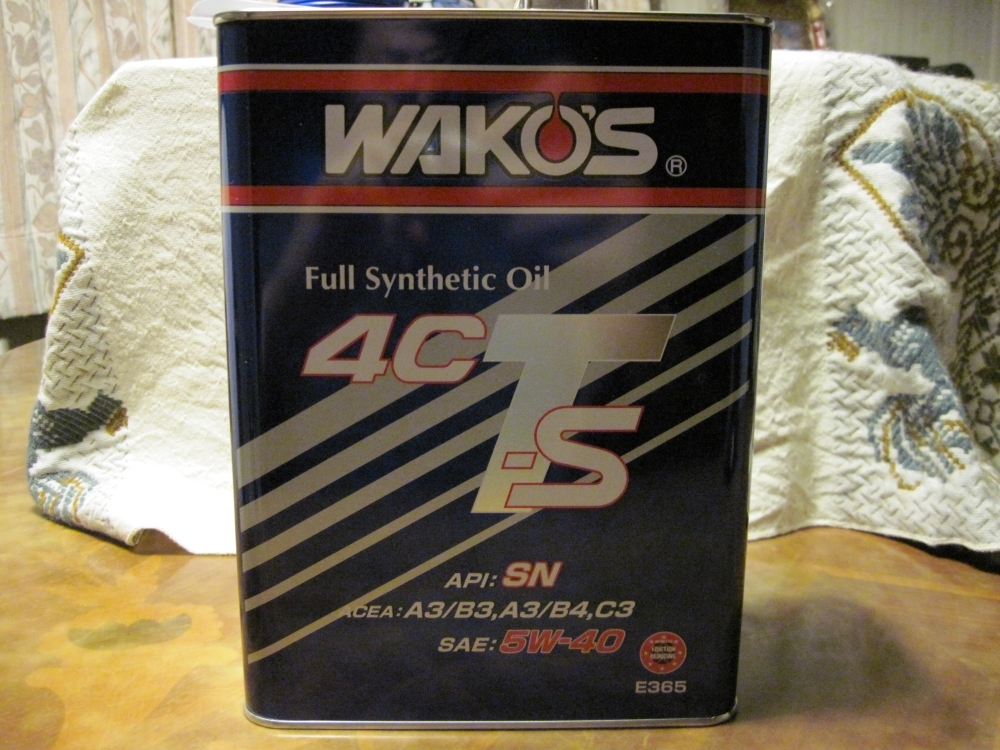 WAKO'S ®
Full Synthetic Oil
4CT-S
API: SN
ACEA: A3/B3,A3/B4,C3
SAE: 5W-40
E365